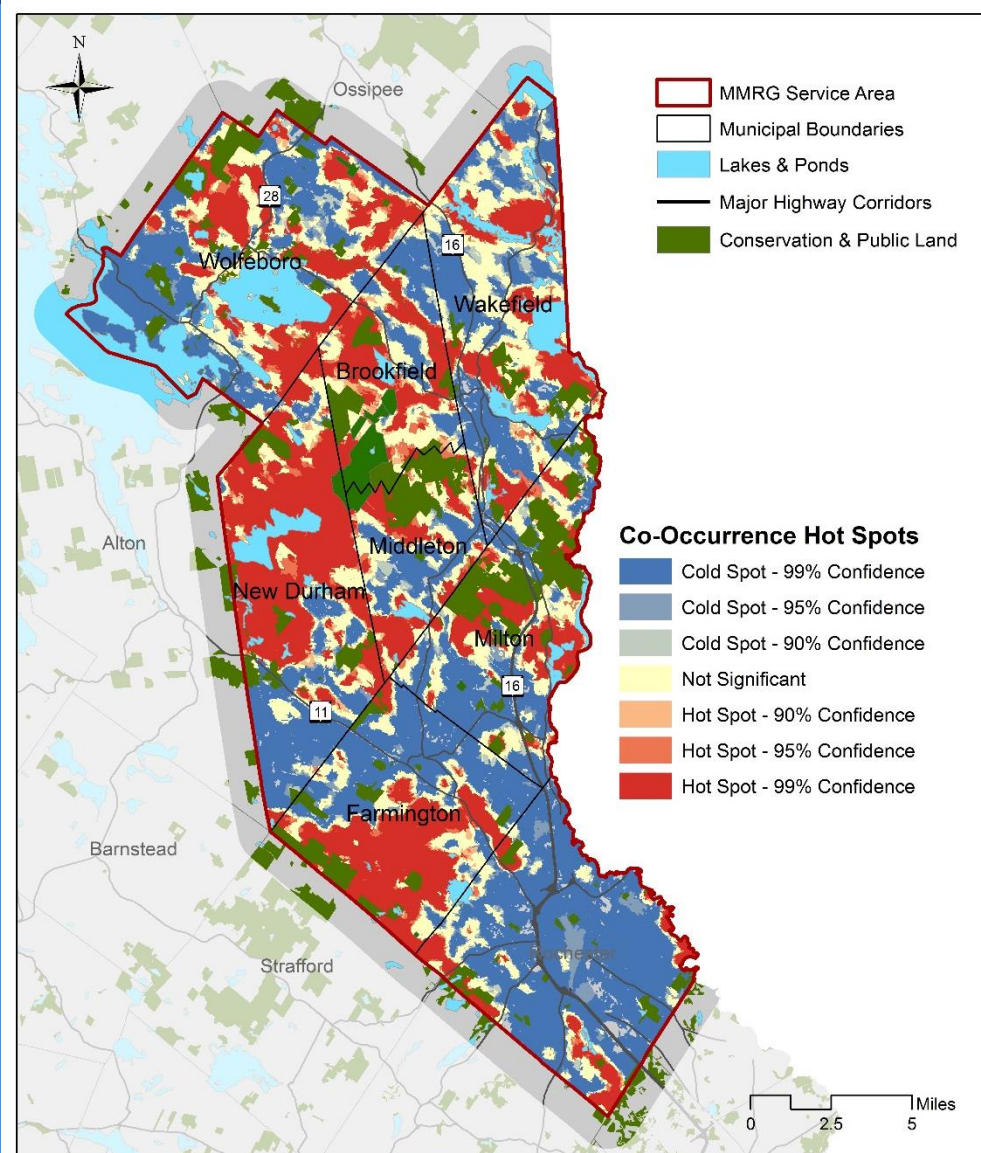 N
Ossipee
MMRG Service Area
Municipal Boundaries
Lakes & Ponds
Major Highway Corridors
Conservation & Public Land
28
16
Wolfeboro
Wakefield
Brookfield
Alton
Middleton
New Durham
Milton
16
11
Farmington
Barnstead
Strafford
Rochester
Co-Occurrence Hot Spots
Cold Spot - 99% Confidence
Cold Spot - 95% Confidence
Cold Spot - 90% Confidence
Not Significant
Hot Spot - 90% Confidence
Hot Spot - 95% Confidence
Hot Spot - 99% Confidence
Miles
0 2.5 5